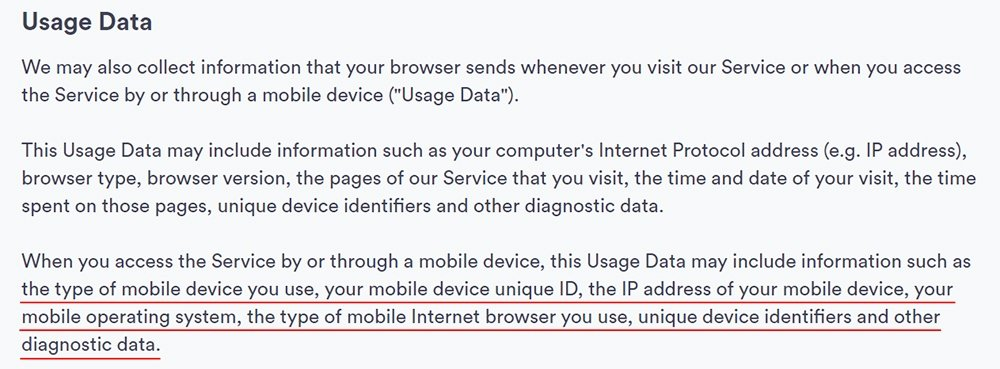 Usage Data
We may also collect information that your browser sends whenever you visit our Service or when you access
the Service by or through a mobile device ("Usage Data").
This Usage Data may include information such as your computer's Internet Protocol address (e.g. IP address),
browser type, browser version, the pages of our Service that you visit, the time and date of your visit, the time
spent on those pages, unique device identifiers and other diagnostic data.
When you access the Service by or through a mobile device, this Usage Data may include information such as
the type of mobile device you use, your mobile device unique ID, the IP address of your mobile device, your
mobile operating system, the type of mobile Internet browser you use, unique device identifiers and other
diagnostic data.